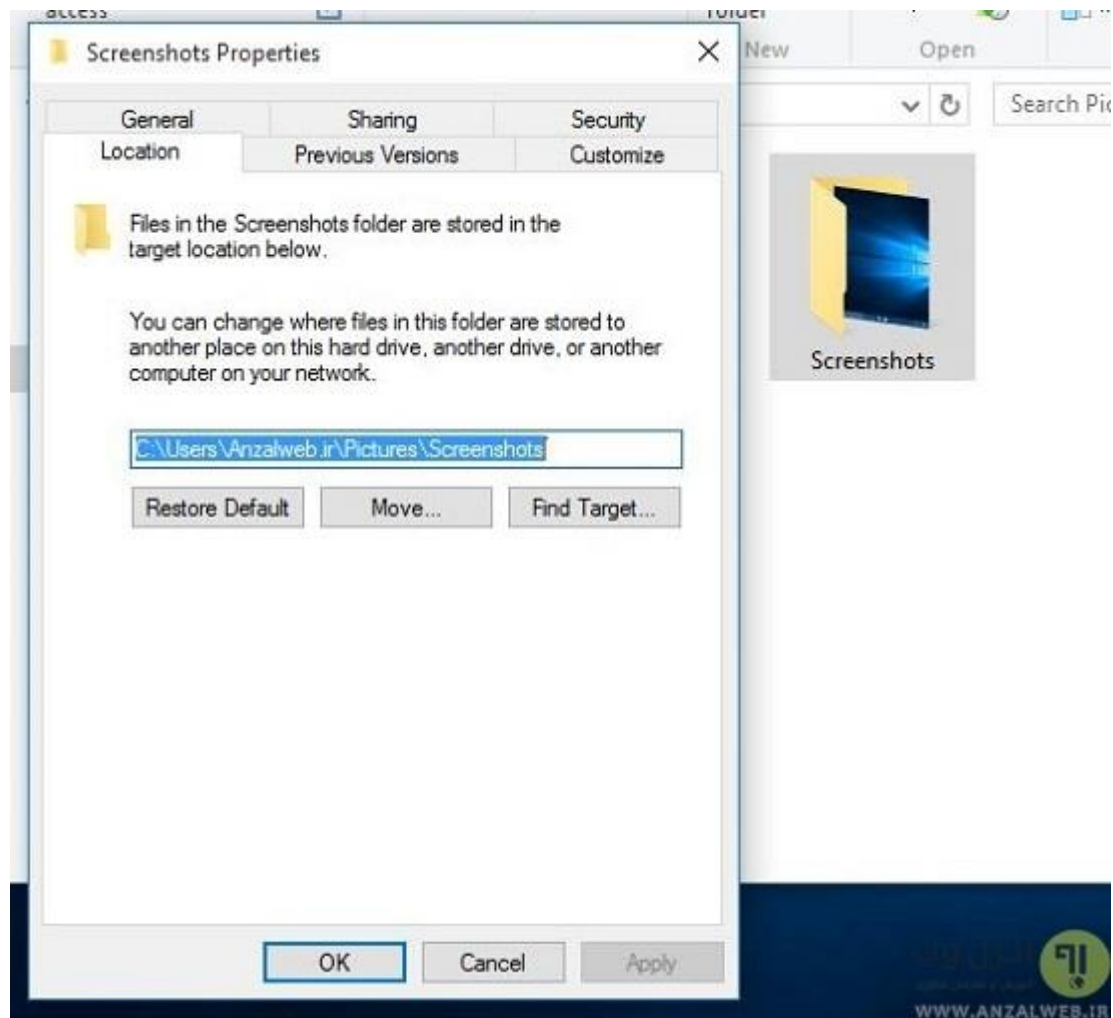 access
folder
New
Open
Screenshots Properties
Search Pic
General
Sharing
Security
Location
Previous Versions
Customize
Files in the Screenshots folder are stored in the
target location below.
You can change where files in this folder are stored to
another place on this hard drive, another drive, or another
computer on your network.
C:\Users\Anzalweb.ir\Pictures\Screenshots
Restore Default
Move...
Find Target...
Screenshots
OK
Cancel
Apply
WWW.ANZALWEB.IR